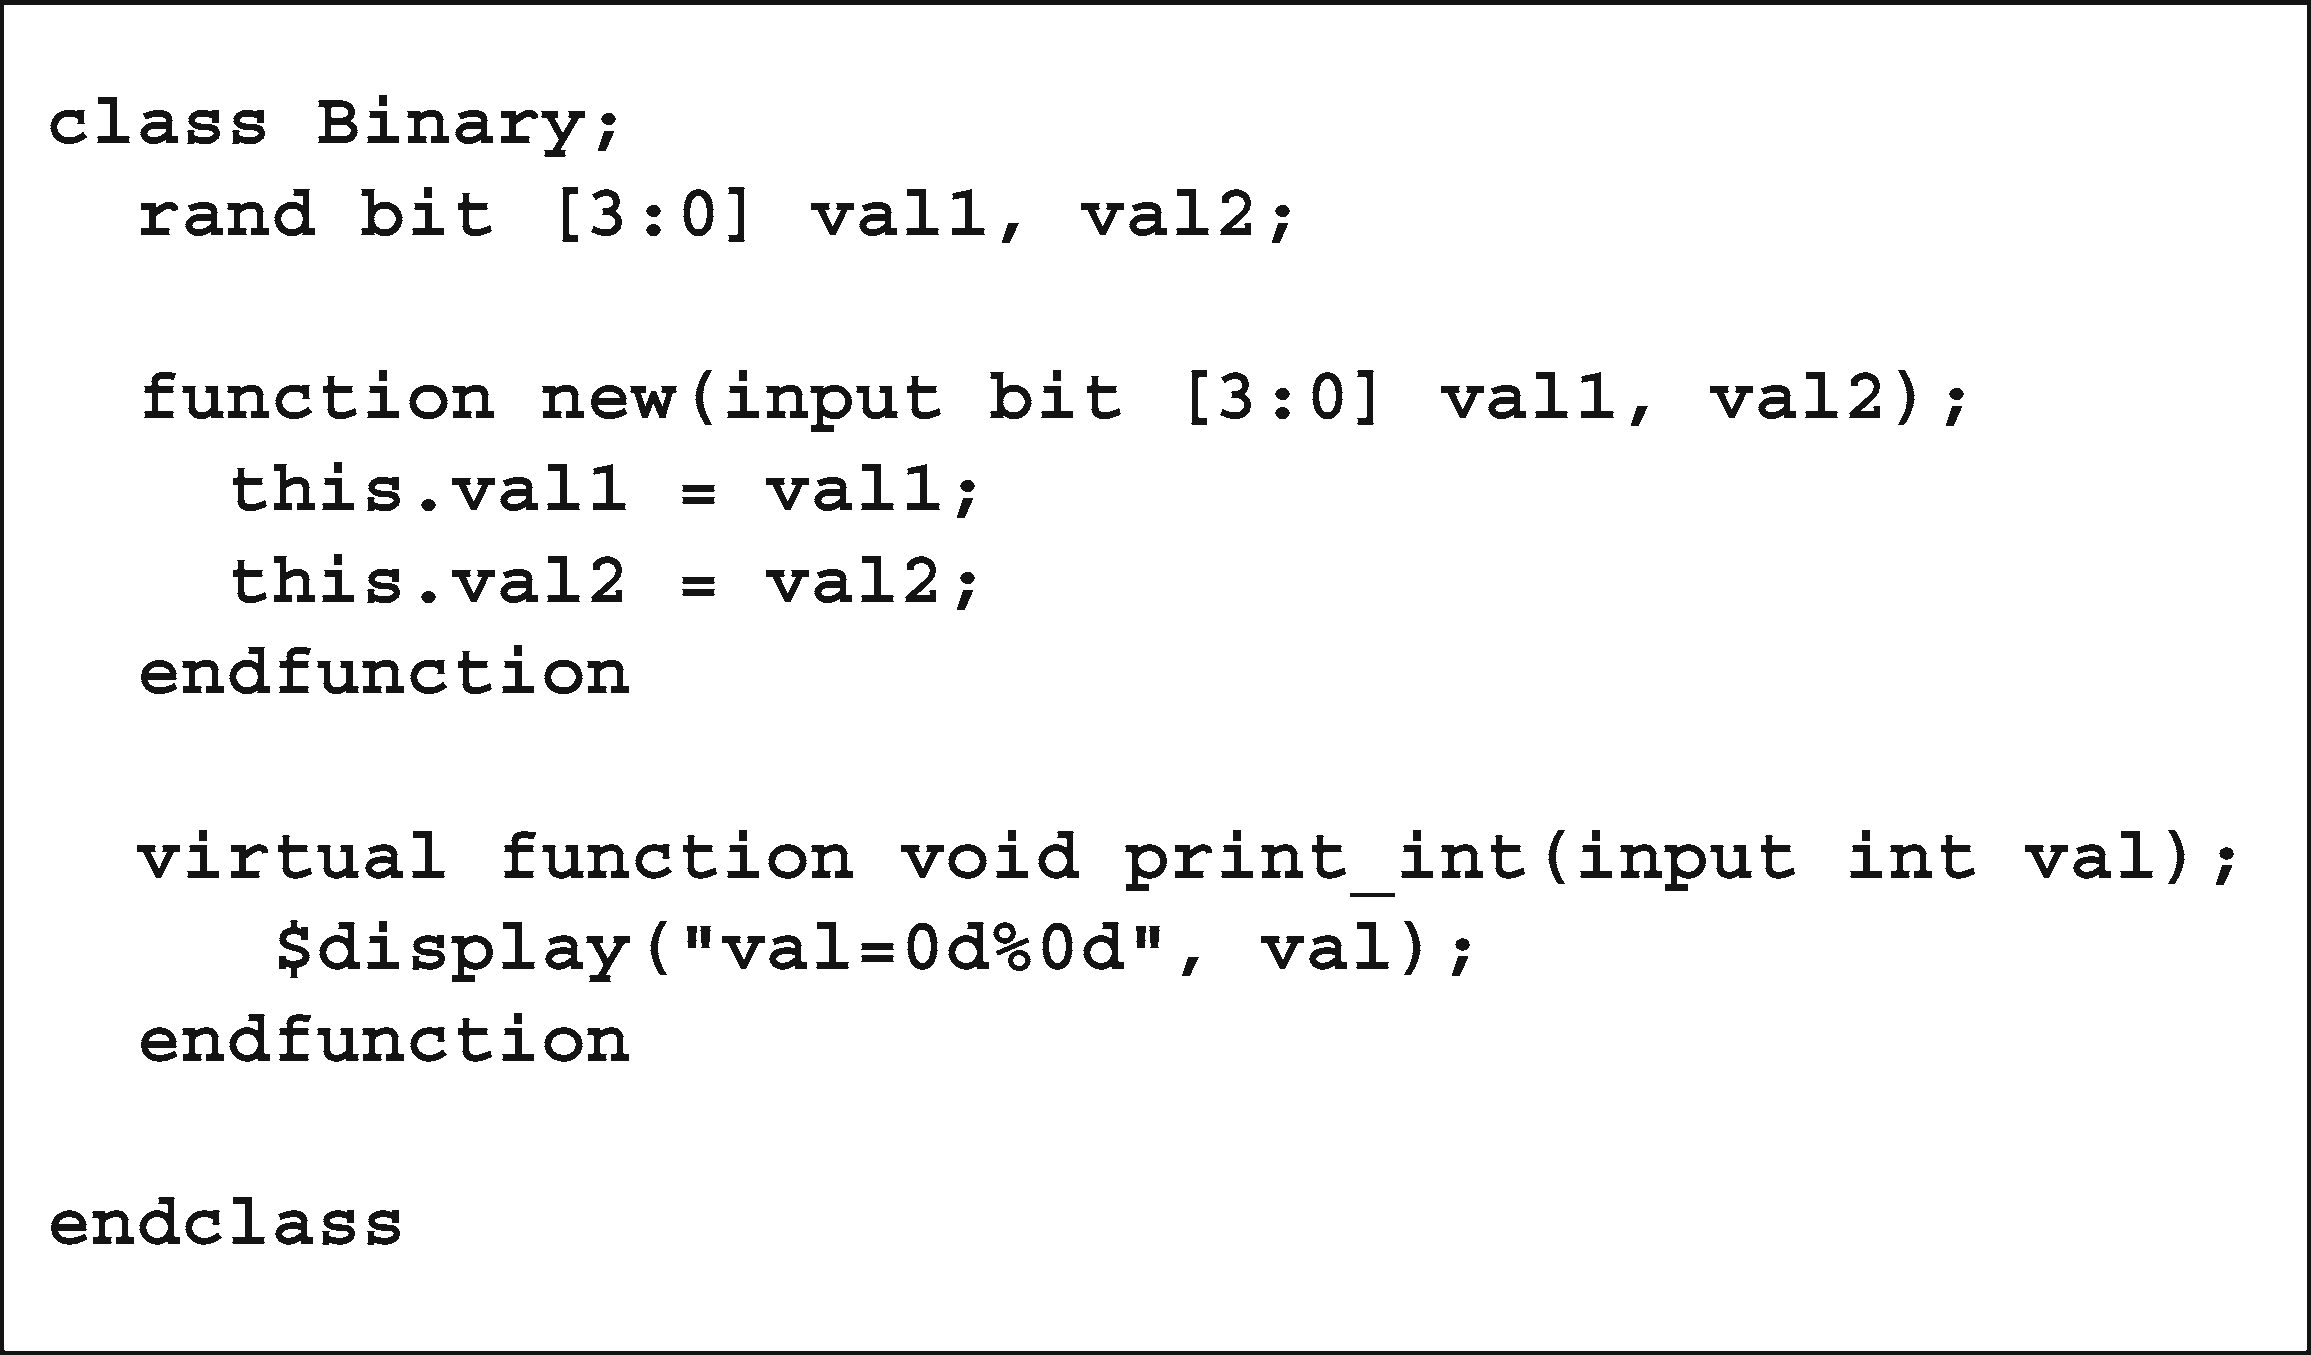 class Binary;
rand bit [3:0] val1, val2;
function new(input bit [3:0] val1, val2);
this.val1 = val1;
this.val2 = val2;
endfunction
virtual function void print_int(input int val);
$display("val=0d%0d", val);
endfunction
endclass